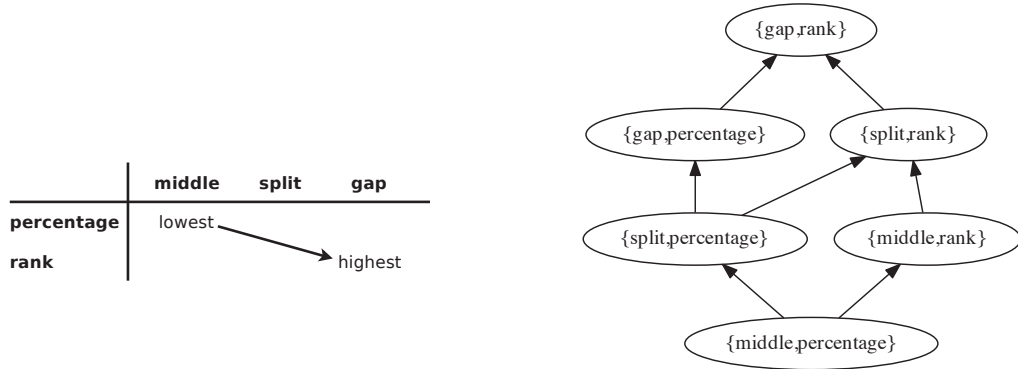 middle split gap
percentage lowest
rank highest
{gap,rank}
{gap,percentage} {split,rank}
{split,percentage} {middle,rank}
{middle,percentage}